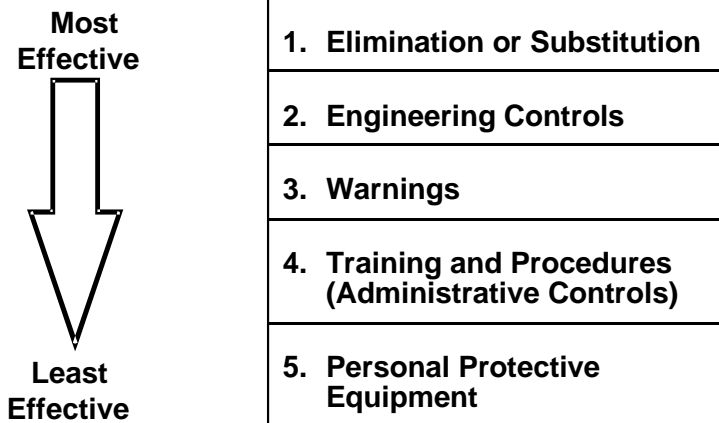 Most
Effective
1. Elimination or Substitution
2. Engineering Controls
3. Warnings
4. Training and Procedures
(Administrative Controls)
5. Personal Protective
Equipment
Least
Effective